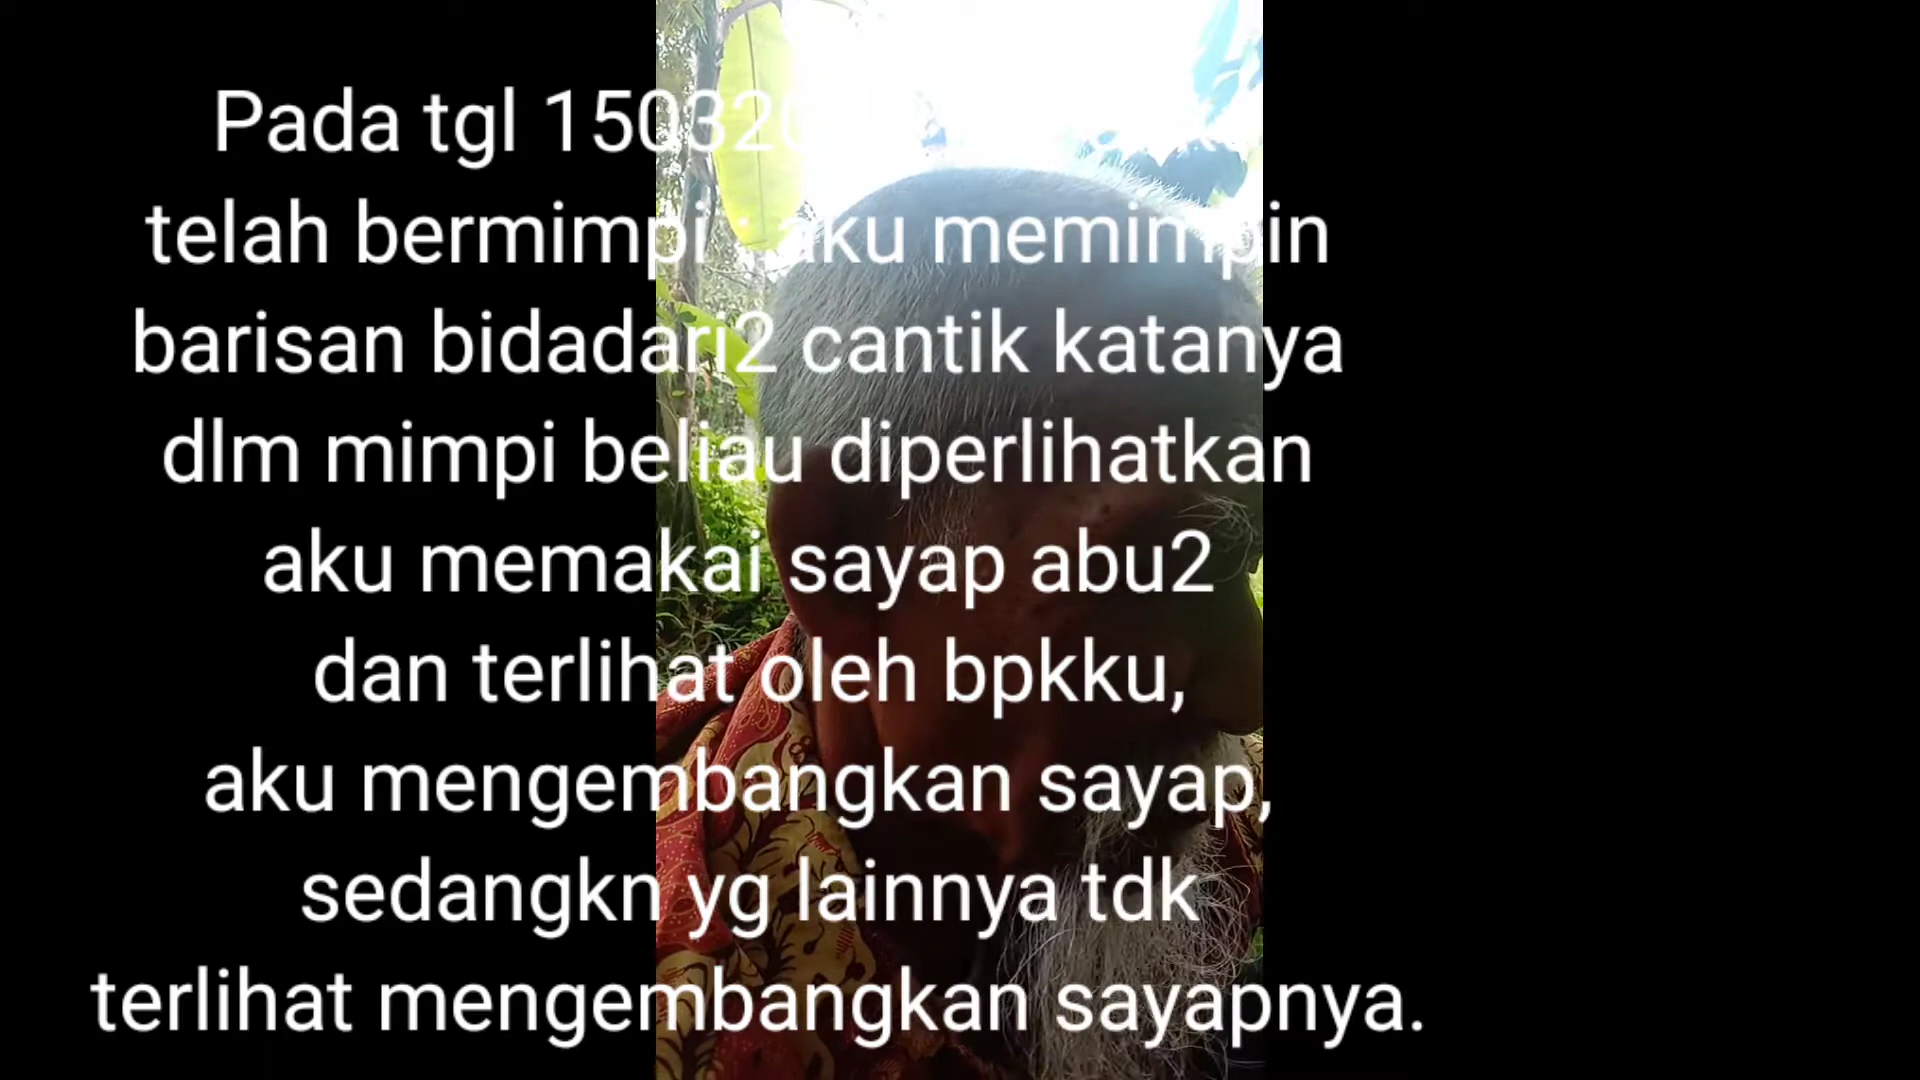 Pada tgl 150320
telah bermimpi : aku memimpin
barisan bidadari2 cantik katanya
dlm mimpi beliau diperlihatkan
aku memakai sayap abu2
dan terlihat oleh bpkku,
aku mengembangkan sayap,
sedangkn yg lainnya tdk
terlihat mengembangkan sayapnya.